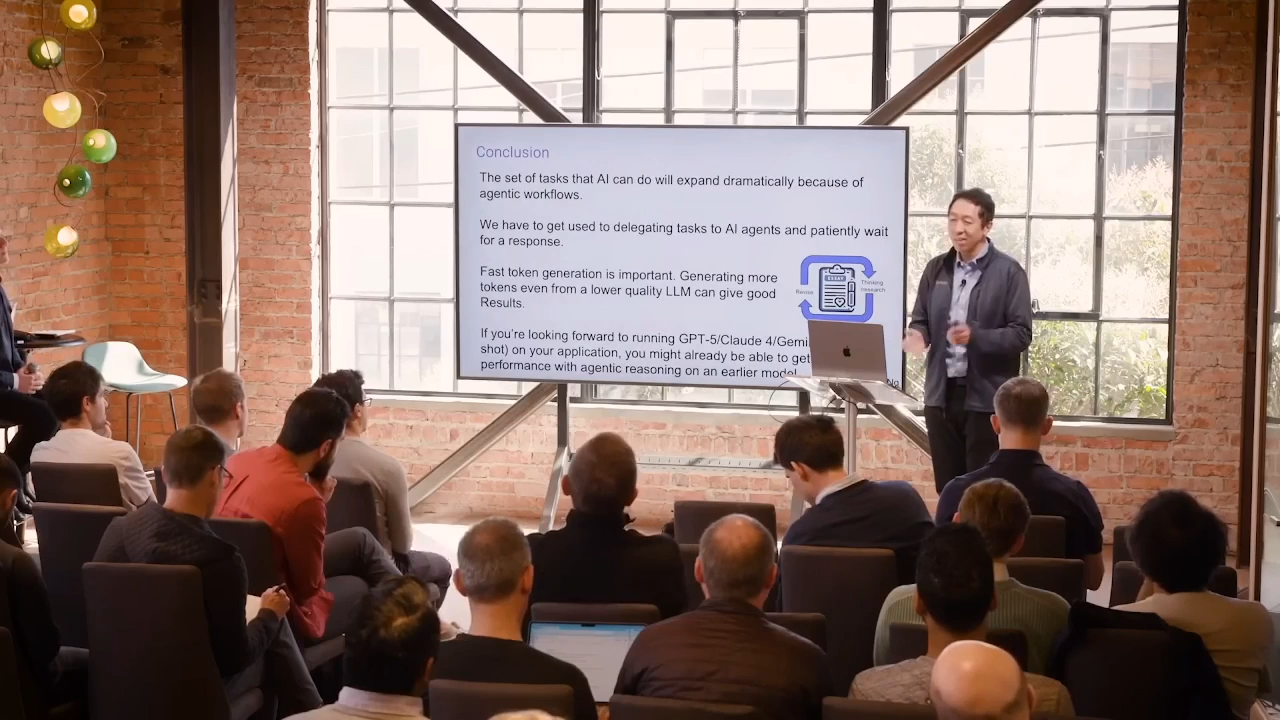 Conclusion
The set of tasks that AI can do will expand dramatically because of
agentic workflows.
We have to get used to delegating tasks to AI agents and patiently wait
for a response.
Fast token generation is important. Generating more
tokens even from a lower quality LLM can give good
Results.
ESSAY
Revise
Thinking
/research
If you're looking forward to running GPT-5/Claude 4/Gemi
shot) on your application, you might already be able to get
performance with agentic reasoning on an earlier model
Ng